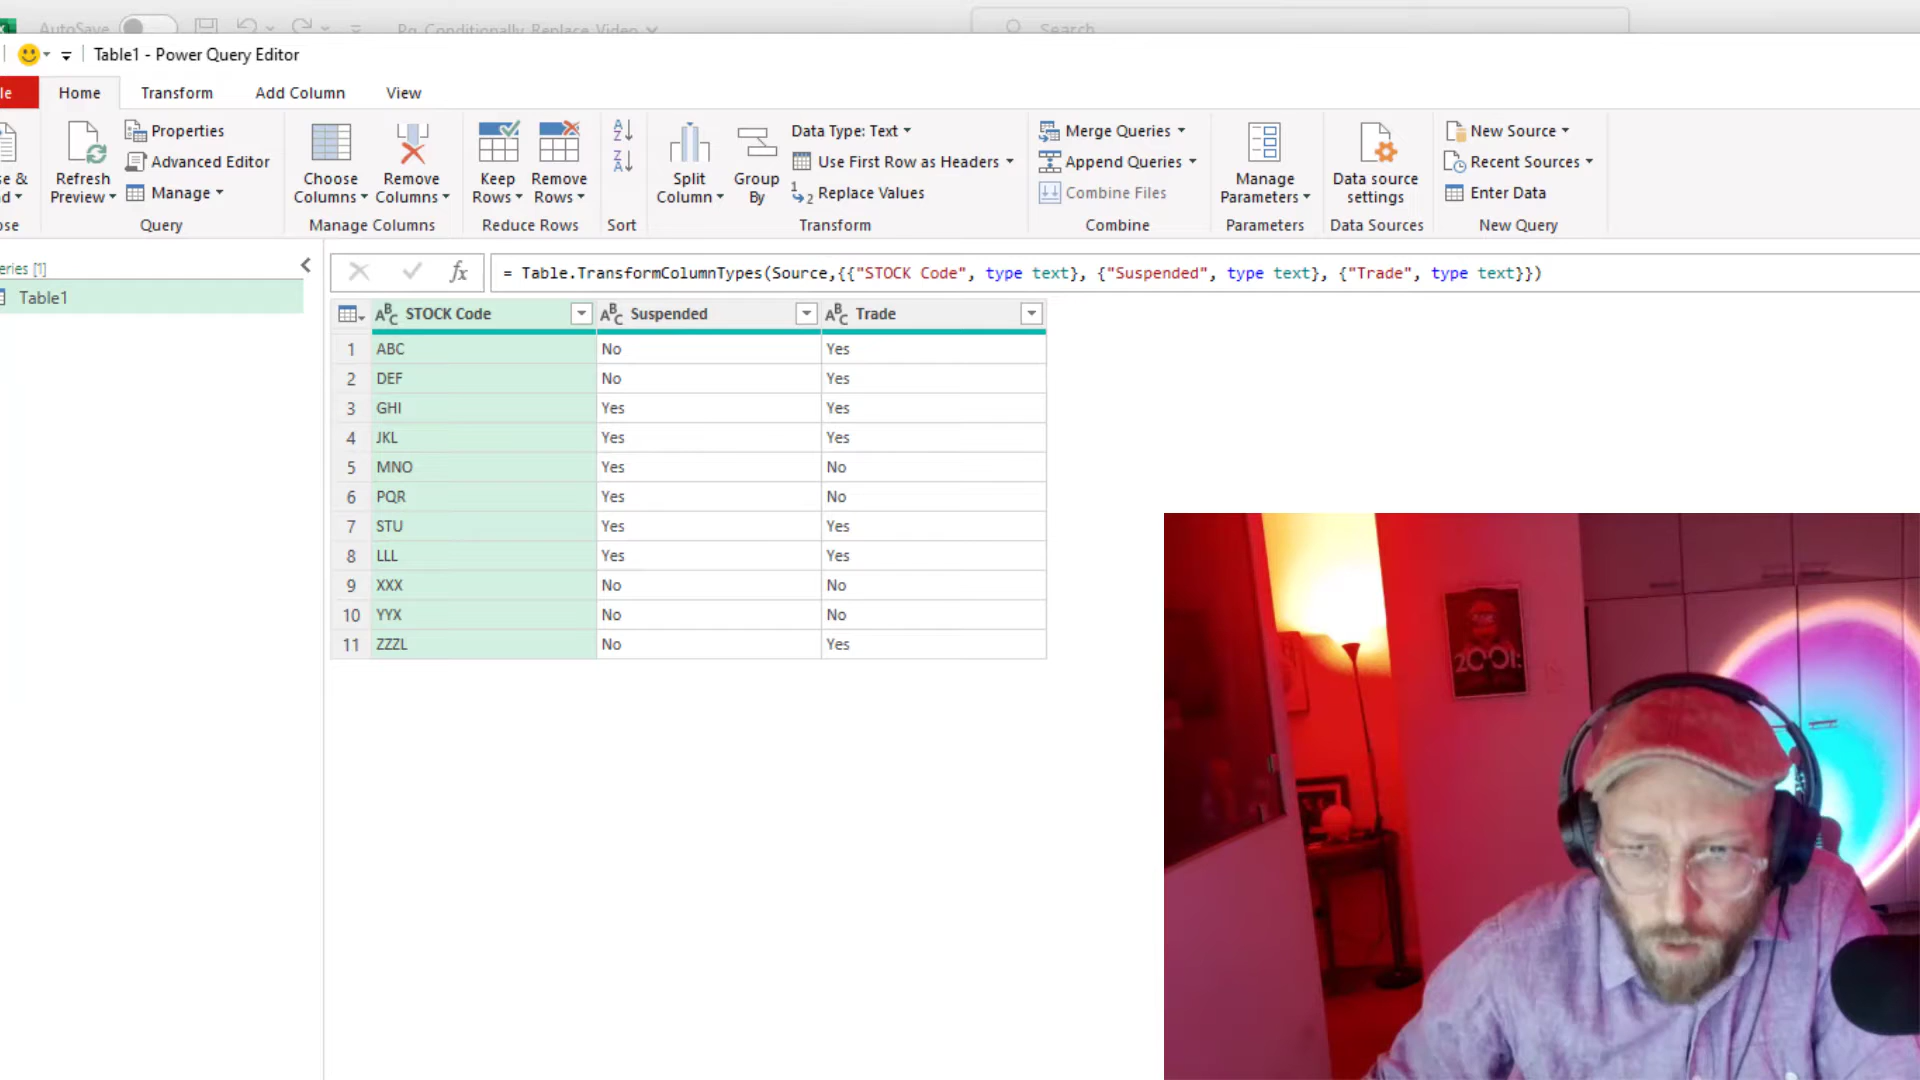 AutoSave
Pq_Conditionally_Replace_Video
Search
Table1 - Power Query Editor
Home
Transform
Add Column
View
Refresh
Preview
Properties
Advanced Editor
Manage
Query
Choose
Columns
Remove
Columns
Manage Columns
Keep
Rows
Remove
Rows
Reduce Rows
Sort
Split
Column
Group
By
Data Type: Text
Use First Row as Headers
Replace Values
Transform
Merge Queries
Append Queries
Combine Files
Combine
Manage
Parameters
Parameters
Data source
settings
Data Sources
New Source
Recent Sources
Enter Data
New Query
eries [1]
Table1
fx
= Table.TransformColumnTypes(Source,{{"STOCK Code", type text}, {"Suspended", type text}, {"Trade", type text}})
STOCK Code Suspended Trade
1 ABC No Yes
2 DEF No Yes
3 GHI Yes Yes
4 JKL Yes Yes
5 MNO Yes No
6 PQR Yes No
7 STU Yes Yes
8 LLL Yes Yes
9 XXX No No
10 YYX No No
11 ZZZL No Yes
2001: